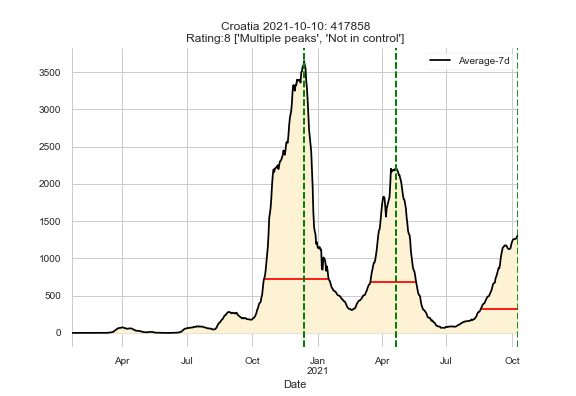 Croatia 2021-10-10: 417858
Rating:8 ['Multiple peaks', 'Not in control']
Average-7d
3500
3000
2500
2000
1500
1000
500
0
Apr Jul Oct Jan Apr Jul Oct
2021
Date